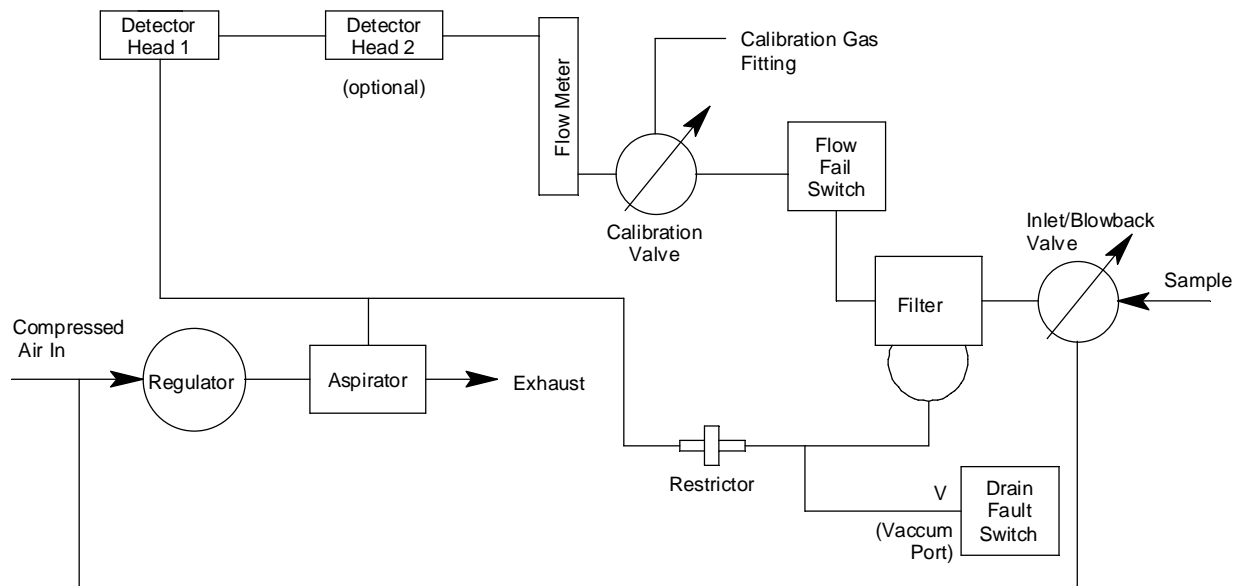 Detector
Head 1
Detector
Head 2
(optional)
Flow Meter
Calibration Gas
Fitting
Calibration
Valve
Flow
Fail
Switch
Inlet/Blowback
Valve
Sample
Filter
Compressed
Air In
Regulator
Aspirator
Exhaust
Restrictor
V
(Vaccum
Port)
Drain
Fault
Switch